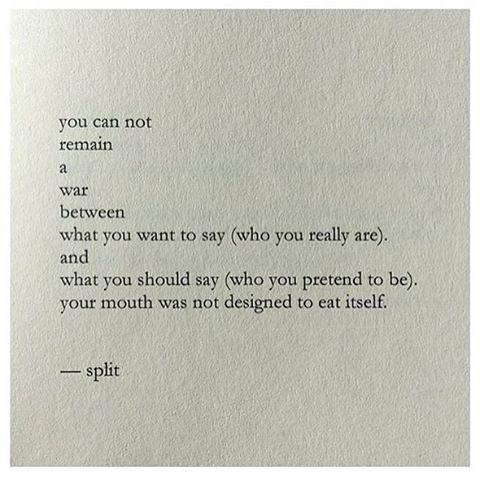 you can not
remain
a
war
between
what you want to say (who you really are).
and
what you should say (who you pretend to be).
your mouth was not designed to eat itself.
— split